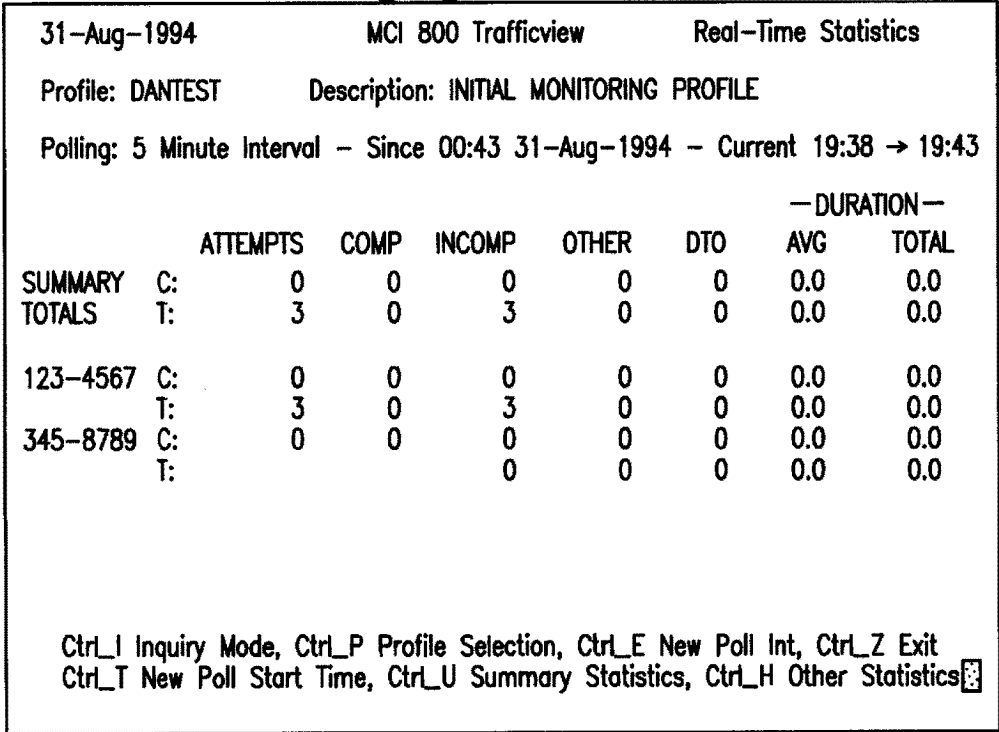 31-Aug-1994 MCI 800 Trafficview Real-Time Statistics
Profile: DANTEST Description: INITIAL MONITORING PROFILE
Polling: 5 Minute Interval - Since 00:43 31-Aug-1994 - Current 19:38 → 19:43
—DURATION—
ATTEMPTS COMP INCOMP OTHER DTO AVG TOTAL
SUMMARY C: 0 0 0 0 0 0.0 0.0
TOTALS T: 3 0 3 0 0 0.0 0.0
123-4567 C: 0 0 0 0 0 0.0 0.0
T: 3 0 3 0 0 0.0 0.0
345-8789 C: 0 0 0 0 0 0.0 0.0
T: 0 0 0 0.0 0.0
Ctrl_I Inquiry Mode, Ctrl_P Profile Selection, Ctrl_E New Poll Int, Ctrl_Z Exit
Ctrl_T New Poll Start Time, Ctrl_U Summary Statistics, Ctrl_H Other Statistics